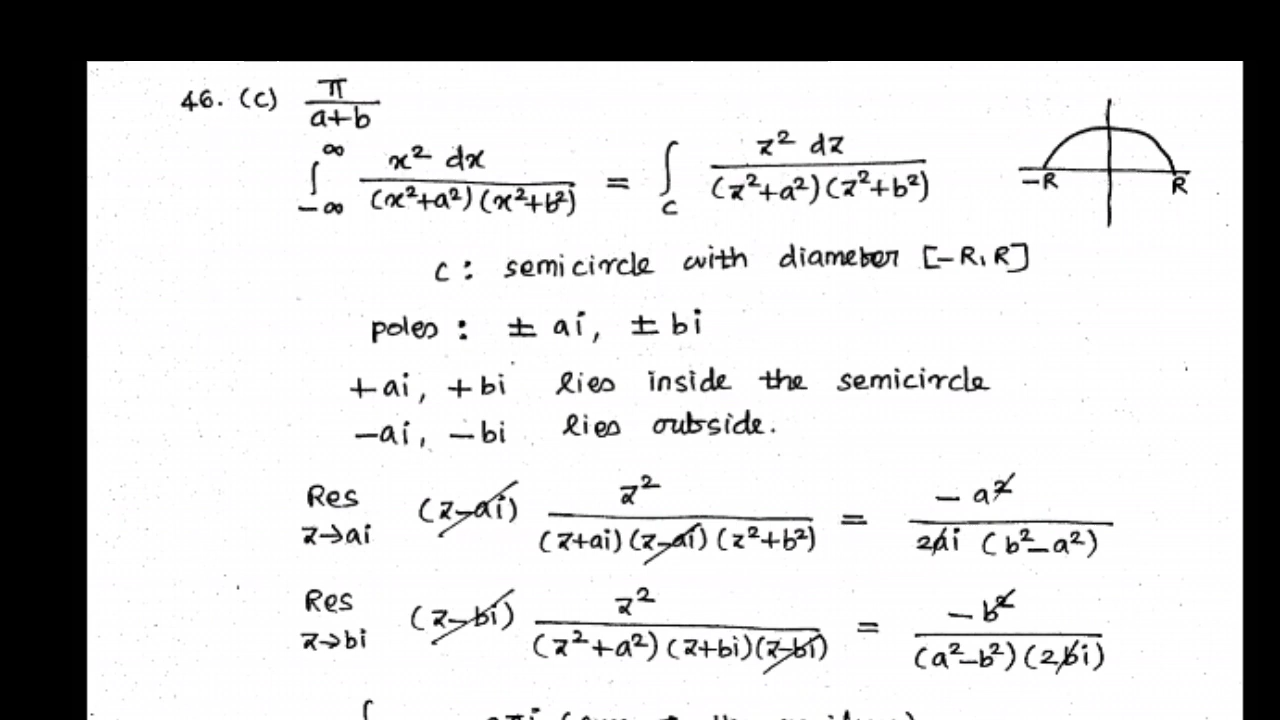 46. (c) π/(a+b)
∫_{-∞}^{∞} x² dx / (x²+a²)(x²+b²) = ∫_c z² dz / (z²+a²)(z²+b²)
-R R
c : semicircle with diameter [-R, R]
poles : ± ai, ± bi
+ai, +bi lies inside the semicircle
-ai, -bi lies outside.
Res z→ai (z-ai) z² / (z+ai)(z-ai)(z²+b²) = -a² / 2ai (b²-a²)
Res z→bi (z-bi) z² / (z²+a²)(z+bi)(z-bi) = -b² / (a²-b²)(2bi)